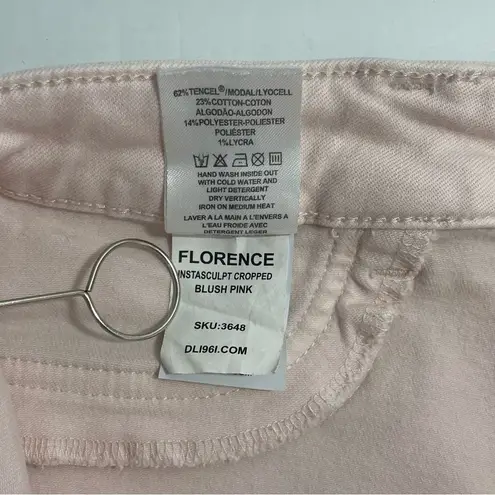 62%TENCEL®/MODAL/LYOCELL
23%COTTON-COTON
ALGODÃO-ALGODON
14%POLYESTER-POLIESTER
POLIÉSTER
1%LYCRA
HAND WASH INSIDE OUT
WITH COLD WATER AND
LIGHT DETERGENT
DRY VERTICALLY
IRON ON MEDIUM HEAT
LAVER A LA MAIN A L'ENVERS A
L'EAU FROIDE AVEC
DETERGENT LEGER
FLORENCE
INSTASCULPT CROPPED
BLUSH PINK
SKU:3648
DL1961.COM